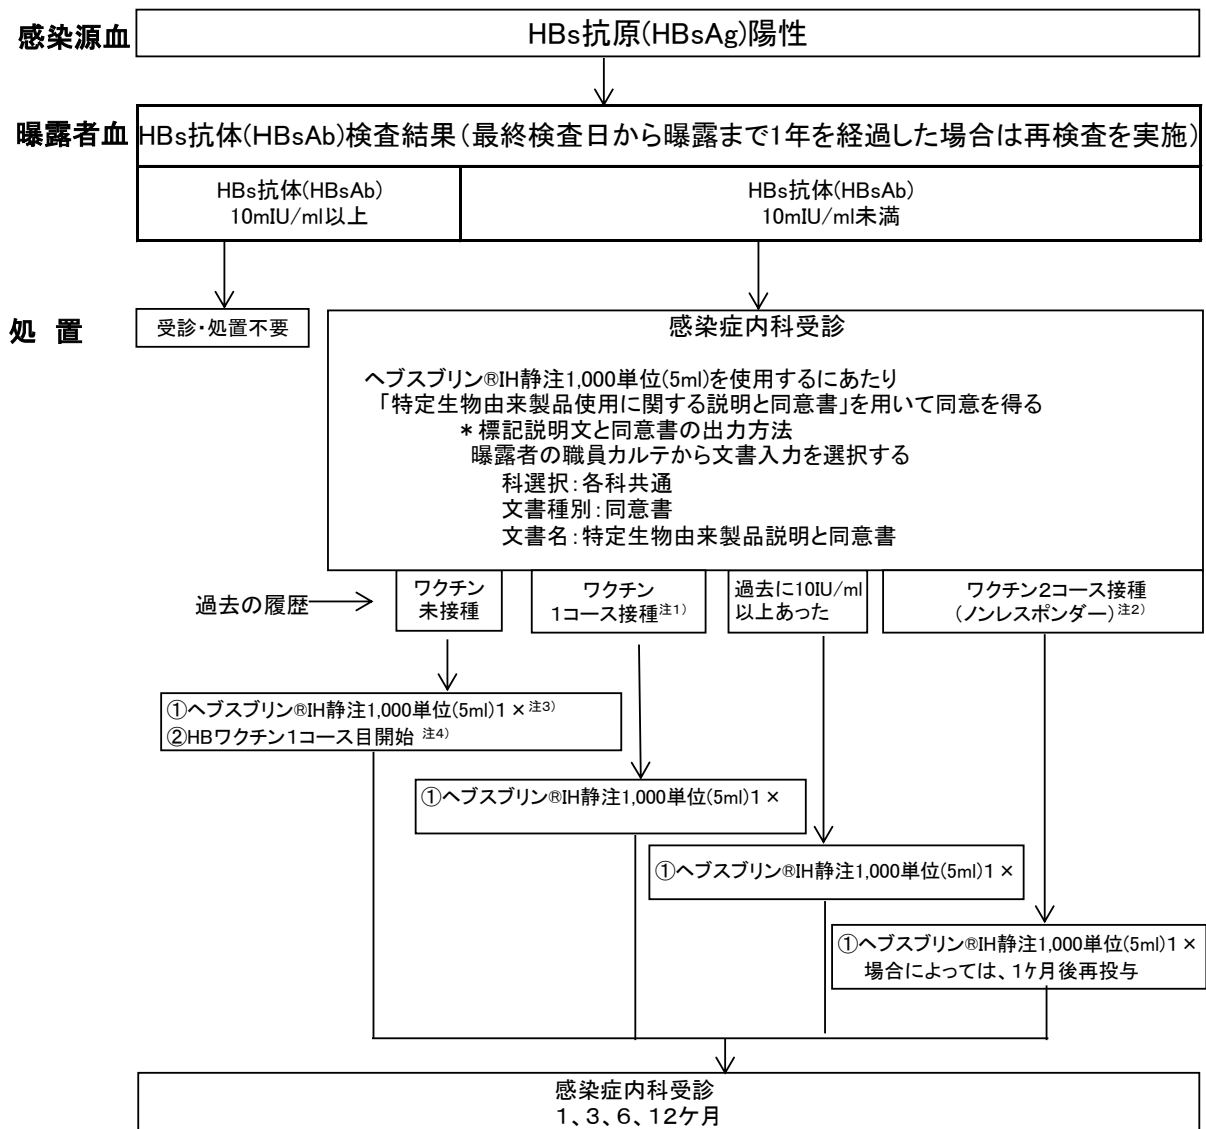 感染源血
HBs抗原(HBsAg)陽性
曝露者血
HBs抗体(HBsAb)検査結果(最終検査日から曝露まで1年を経過した場合は再検査を実施)
HBs抗体(HBsAb)
10mIU/ml以上
HBs抗体(HBsAb)
10mIU/ml未満
処 置
受診・処置不要
感染症内科受診
ヘブスブリン®IH静注1,000単位(5ml)を使用するにあたり
「特定生物由来製品使用に関する説明と同意書」を用いて同意を得る
＊標記説明文と同意書の出力方法
曝露者の職員カルテから文書入力を選択する
科選択：各科共通
文書種別：同意書
文書名：特定生物由来製品説明と同意書
過去の履歴
ワクチン
未接種
ワクチン
1コース接種注1)
過去に10IU/ml
以上あった
ワクチン2コース接種
(ノンレスポンダー)注2)
①ヘブスブリン®IH静注1,000単位(5ml)1×注3)
②HBワクチン1コース目開始 注4)
①ヘブスブリン®IH静注1,000単位(5ml)1×
①ヘブスブリン®IH静注1,000単位(5ml)1×
①ヘブスブリン®IH静注1,000単位(5ml)1×
場合によっては、1ケ月後再投与
感染症内科受診
1、3、6、12ケ月